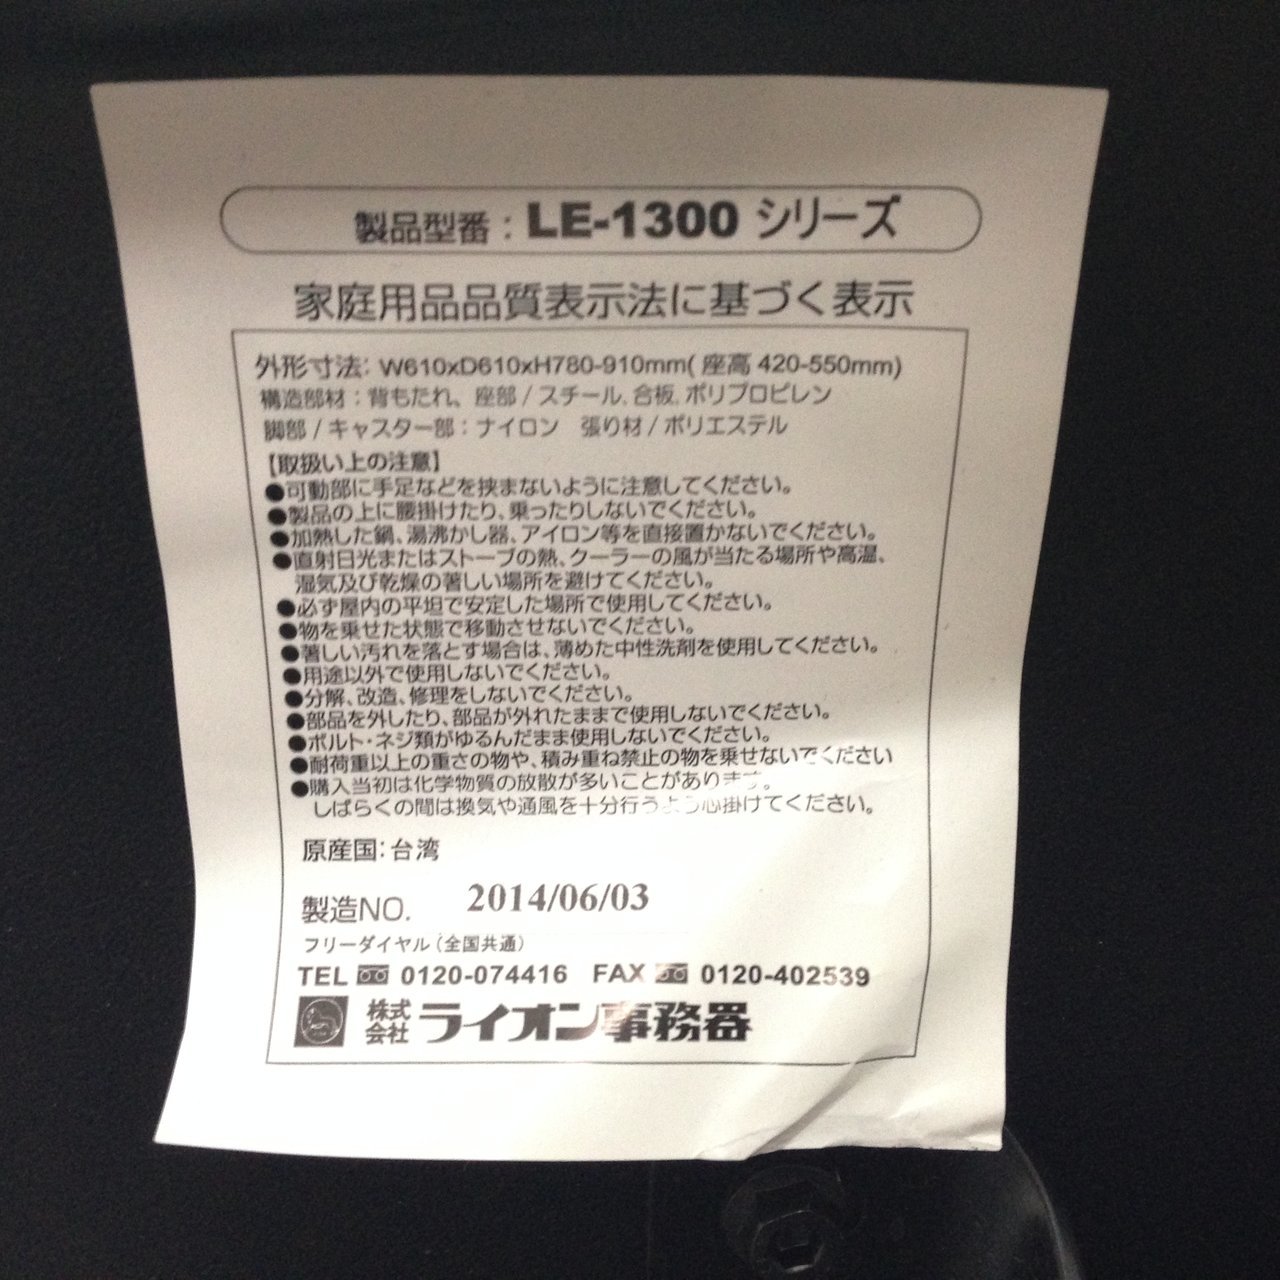 製品型番：LE-1300 シリーズ
家庭用品品質表示法に基づく表示
外形寸法：W610xD610xH780-910mm( 座高 420-550mm)
構造部材：背もたれ、座部 / スチール, 合板, ポリプロピレン
脚部 / キャスター部：ナイロン　張り材 / ポリエステル
【取扱い上の注意】
●可動部に手足などを挟まないように注意してください。
●製品の上に腰掛けたり、乗ったりしないでください。
●加熱した鍋、湯沸かし器、アイロン等を直接置かないでください。
●直射日光またはストーブの熱、クーラーの風が当たる場所や高温、
湿気及び乾燥の著しい場所を避けてください。
●必ず屋内の平坦で安定した場所で使用してください。
●物を乗せた状態で移動させないでください。
●著しい汚れを落とす場合は、薄めた中性洗剤を使用してください。
●用途以外で使用しないでください。
●分解、改造、修理をしないでください。
●部品を外したり、部品が外れたままで使用しないでください。
●ボルト・ネジ類がゆるんだまま使用しないでください。
●耐荷重以上の重さの物や、積み重ね禁止の物を乗せないでください
●購入当初は化学物質の放散が多いことがあります。
しばらくの間は換気や通風を十分行うよう心掛けてください。
原産国：台湾
製造NO. 2014/06/03
フリーダイヤル（全国共通）
TEL 0120-074416 FAX 0120-402539
株式会社 ライオン事務器